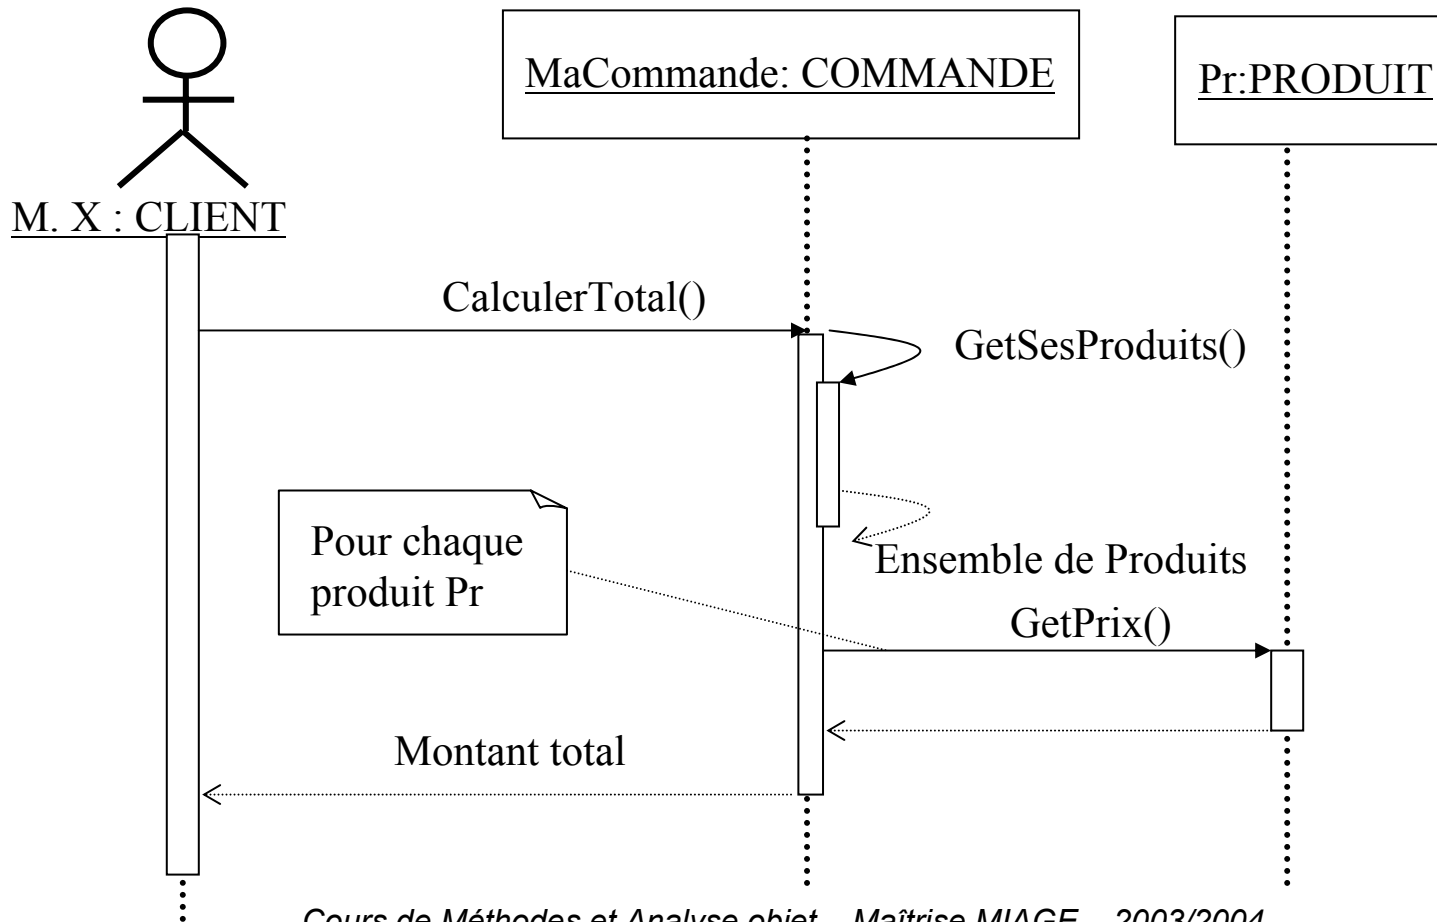 MaCommande: COMMANDE
Pr:PRODUIT
M. X : CLIENT
CalculerTotal()
GetSesProduits()
Pour chaque
produit Pr
Ensemble de Produits
GetPrix()
Montant total
Cours de Méthodes et Analyse objet – Maîtrise MIAGE – 2003/2004